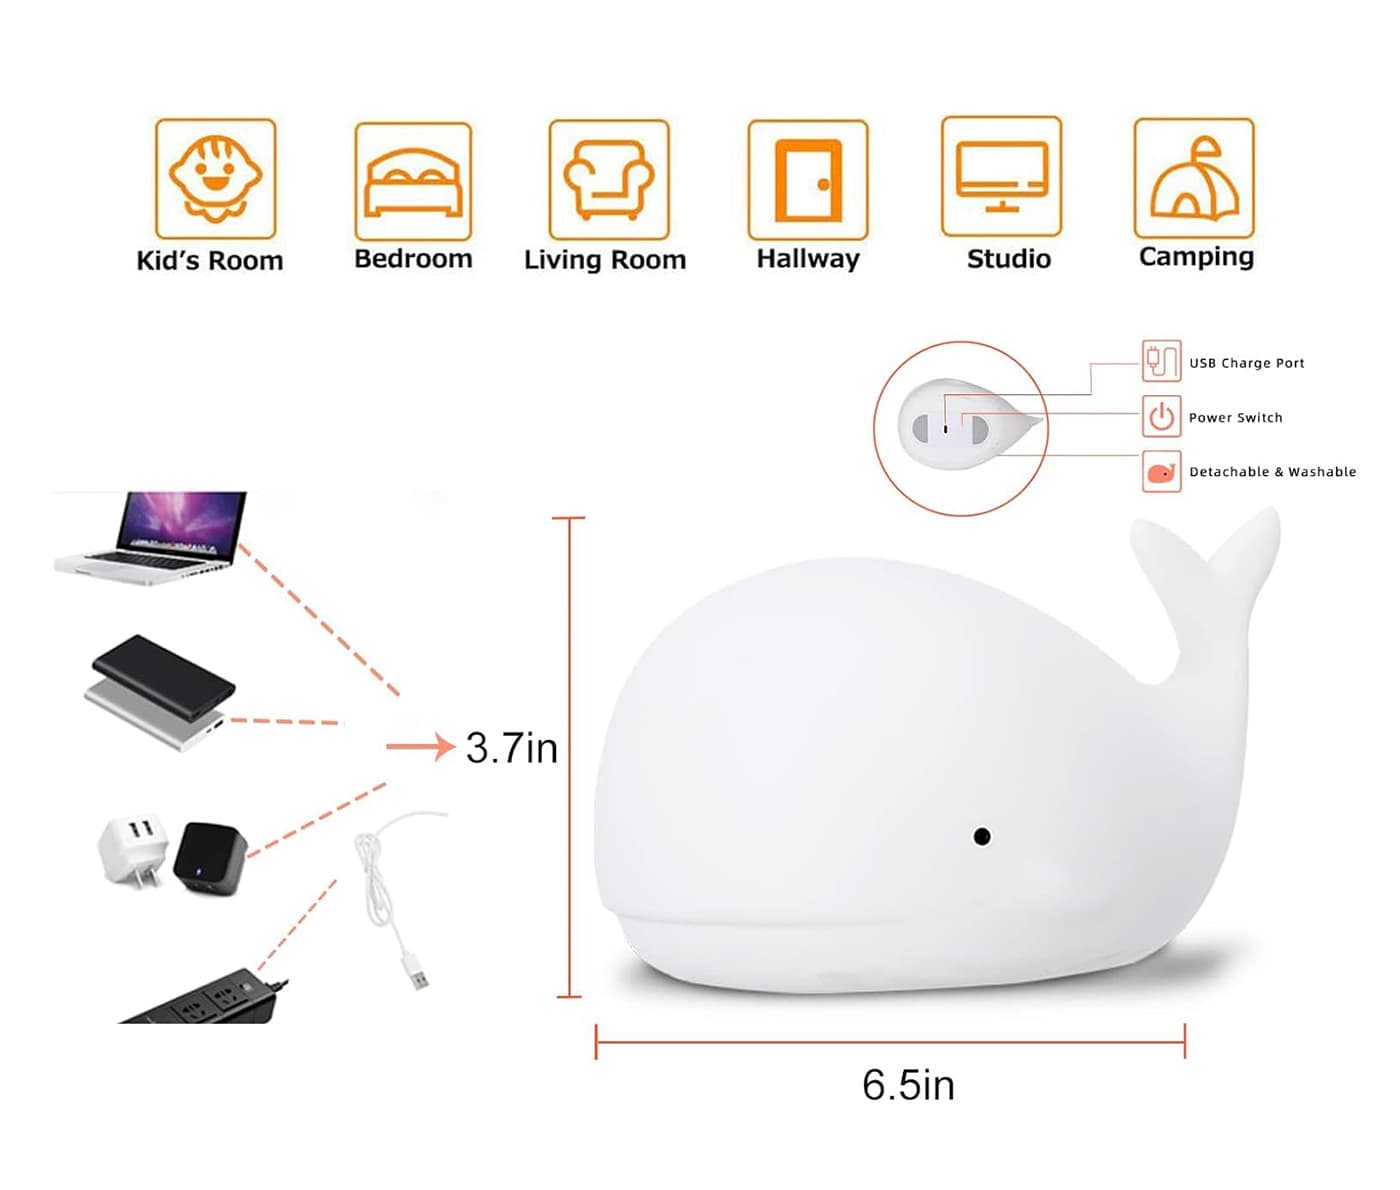 Kid's Room
Bedroom
Living Room
Hallway
Studio
Camping
USB Charge Port
Power Switch
Detachable & Washable
3.7in
6.5in